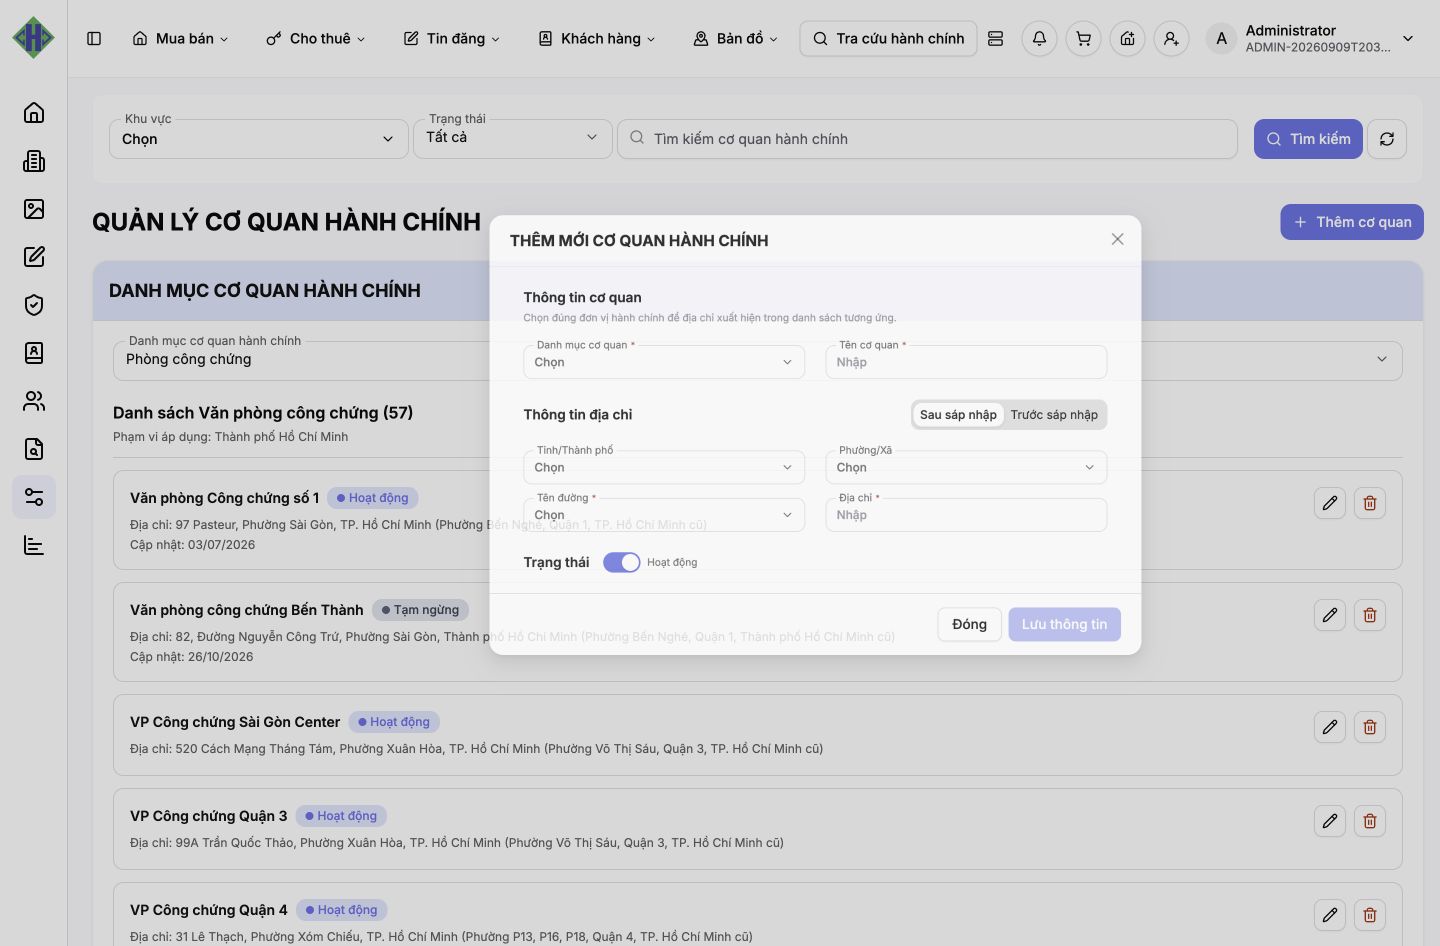 Mua bán
Cho thuê
Tin đăng
Khách hàng
Bản đồ
Tra cứu hành chính
A
Administrator
ADMIN-20260909T203...
Khu vực
Chọn
Trạng thái
Tất cả
Tìm kiếm cơ quan hành chính
Tìm kiếm
QUẢN LÝ CƠ QUAN HÀNH CHÍNH
Thêm cơ quan
DANH MỤC CƠ QUAN HÀNH CHÍNH
Danh mục cơ quan hành chính
Phòng công chứng
Danh sách Văn phòng công chứng (57)
Phạm vi áp dụng: Thành phố Hồ Chí Minh
Văn phòng Công chứng số 1
Hoạt động
Địa chỉ: 97 Pasteur, Phường Sài Gòn, TP. Hồ Chí Minh (Phường Bến Nghé, Quận 1, TP. Hồ Chí Minh cũ)
Cập nhật: 03/07/2026
Văn phòng công chứng Bến Thành
Tạm ngừng
Địa chỉ: 82, Đường Nguyễn Công Trứ, Phường Sài Gòn, Thành phố Hồ Chí Minh (Phường Bến Nghé, Quận 1, Thành phố Hồ Chí Minh cũ)
Cập nhật: 26/10/2026
VP Công chứng Sài Gòn Center
Hoạt động
Địa chỉ: 520 Cách Mạng Tháng Tám, Phường Xuân Hòa, TP. Hồ Chí Minh (Phường Võ Thị Sáu, Quận 3, TP. Hồ Chí Minh cũ)
VP Công chứng Quận 3
Hoạt động
Địa chỉ: 99A Trần Quốc Thảo, Phường Xuân Hòa, TP. Hồ Chí Minh (Phường Võ Thị Sáu, Quận 3, TP. Hồ Chí Minh cũ)
VP Công chứng Quận 4
Hoạt động
Địa chỉ: 31 Lê Thạch, Phường Xóm Chiếu, TP. Hồ Chí Minh (Phường P13, P16, P18, Quận 4, TP. Hồ Chí Minh cũ)
THÊM MỚI CƠ QUAN HÀNH CHÍNH
Thông tin cơ quan
Chọn đúng đơn vị hành chính để địa chỉ xuất hiện trong danh sách tương ứng.
Danh mục cơ quan *
Chọn
Tên cơ quan *
Nhập
Thông tin địa chỉ
Sau sáp nhập
Trước sáp nhập
Tỉnh/Thành phố
Chọn
Phường/Xã
Chọn
Tên đường *
Chọn
Địa chỉ *
Nhập
Trạng thái
Hoạt động
Đóng
Lưu thông tin